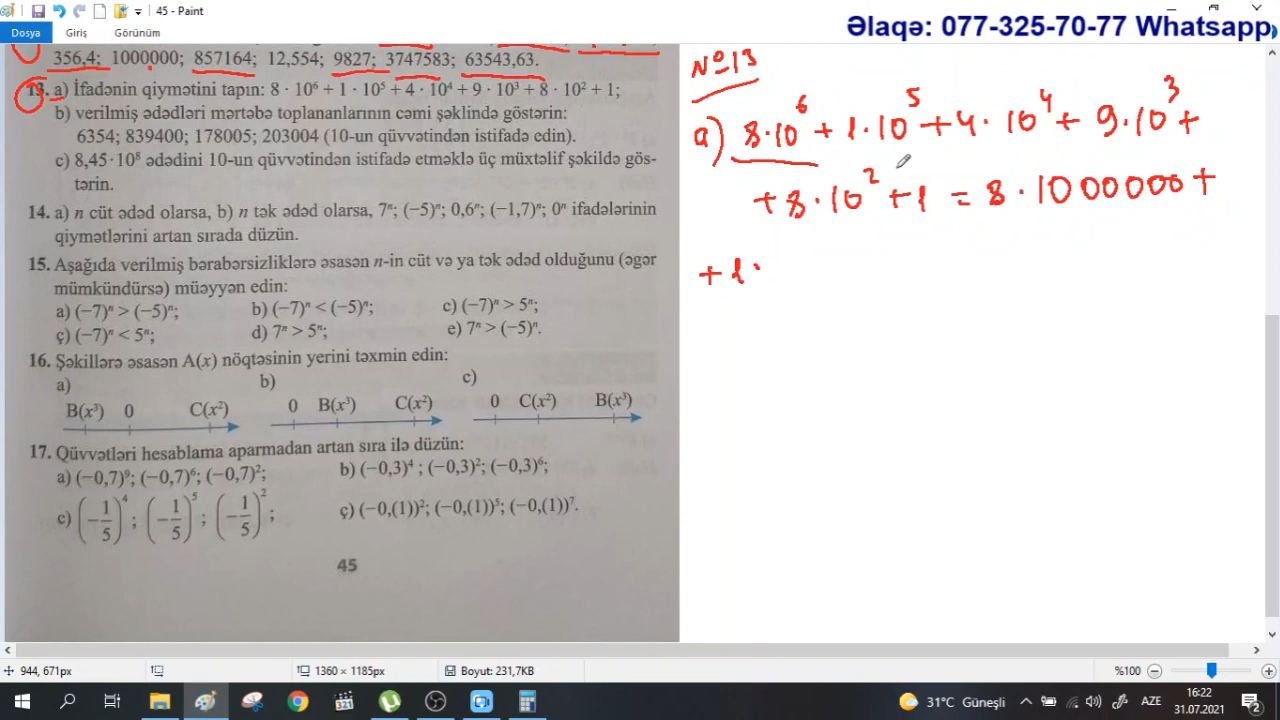 45 - Paint
Əlaqə: 077-325-70-77 Whatsapp
Dosya Giriş Görünüm
356,4; 1000000; 857164; 12,554; 9827; 3747583; 63543,63.
13. a) İfadənin qiymətini tapın: 8 · 10⁶ + 1 · 10⁵ + 4 · 10⁴ + 9 · 10³ + 8 · 10² + 1;
b) verilmiş ədədləri mərtəbə toplananlarının cəmi şəklində göstərin:
6354; 839400; 178005; 203004 (10-un qüvvətindən istifadə edin).
c) 8,45 · 10⁸ ədədini 10-un qüvvətindən istifadə etməklə üç müxtəlif şəkildə gös-
tərin.
14. a) n cüt ədəd olarsa, b) n tək ədəd olarsa, 7ⁿ; (−5)ⁿ; 0,6ⁿ; (−1,7)ⁿ; 0ⁿ ifadələrinin
qiymətlərini artan sırada düzün.
15. Aşağıda verilmiş bərabərsizliklərə əsasən n-in cüt və ya tək ədəd olduğunu (əgər
mümkündürsə) müəyyən edin:
a) (−7)ⁿ > (−5)ⁿ; b) (−7)ⁿ < (−5)ⁿ; c) (−7)ⁿ > 5ⁿ;
ç) (−7)ⁿ < 5ⁿ; d) 7ⁿ > 5ⁿ; e) 7ⁿ > (−5)ⁿ.
16. Şəkillərə əsasən A(x) nöqtəsinin yerini təxmin edin:
a) b) c)
B(x³) 0 C(x²) 0 B(x³) C(x²) 0 C(x²) B(x³)
17. Qüvvətləri hesablama aparmadan artan sıra ilə düzün:
a) (−0,7)⁹; (−0,7)⁶; (−0,7)²; b) (−0,3)⁴ ; (−0,3)²; (−0,3)⁶;
c) (−1/5)⁴; (−1/5)⁵; (−1/5)²; ç) (−0,(1))²; (−0,(1))⁵; (−0,(1))⁷.
45
№13
a) 8·10⁶ + 1·10⁵ + 4·10⁴ + 9·10³ +
+ 8·10² + 1 = 8·1000000 +
+ 1·
944, 671px 1360 × 1185px Boyut: 231,7KB %100
31°C Güneşli AZE 16:22
31.07.2021 2